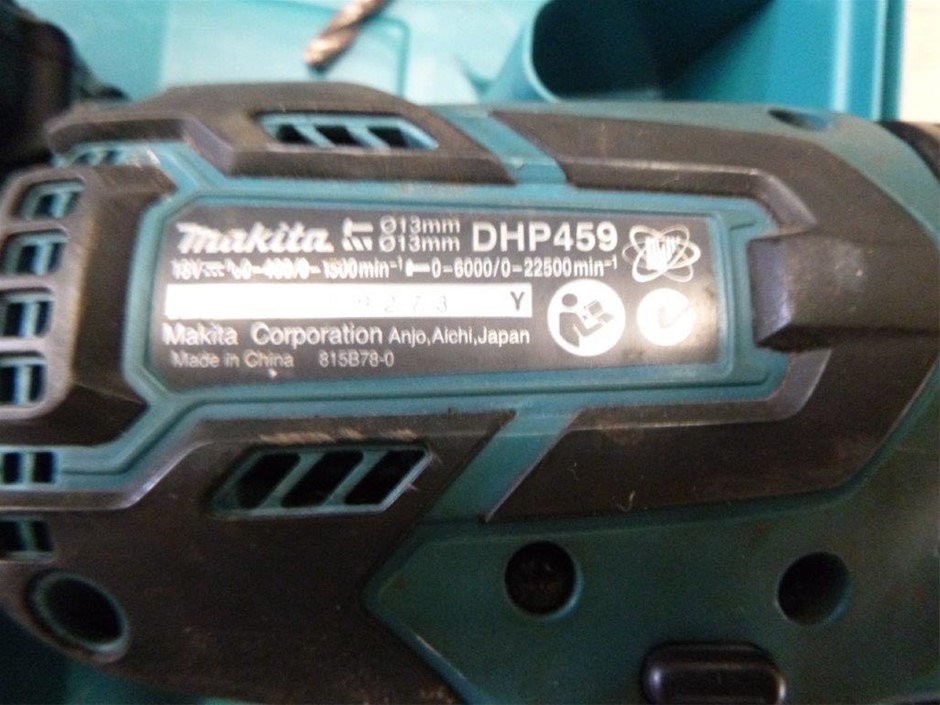 makita Ø13mm DHP459
Ø13mm
18V 0-400/0-1500min⁻¹ 0-6000/0-22500min⁻¹
9273 Y
Makita Corporation Anjo,Aichi,Japan
Made in China 815B78-0